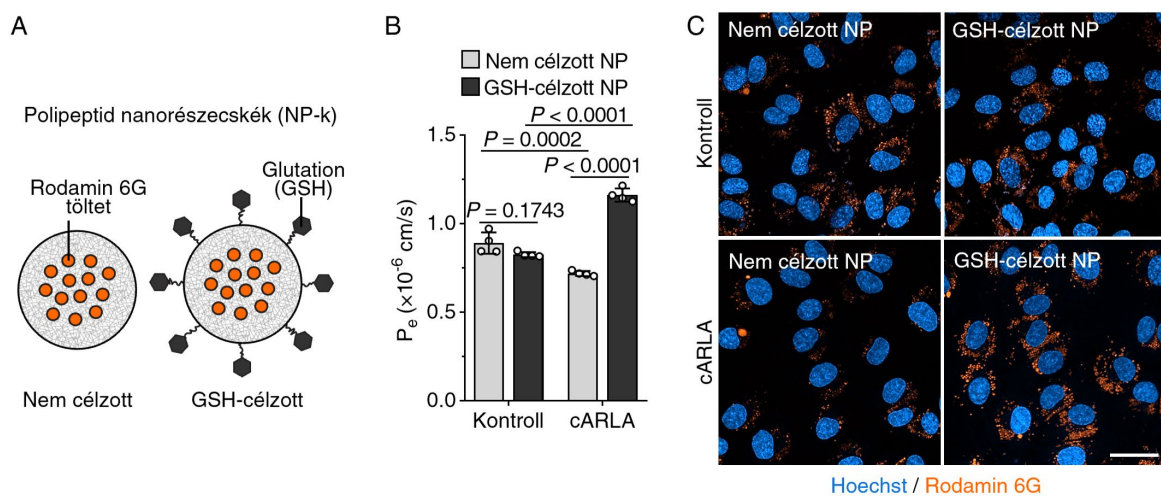 A
Polipeptid nanorészecskék (NP-k)
Rodamin 6G
töltet
Glutation
(GSH)
Nem célzott
GSH-célzott
B
Nem célzott NP
GSH-célzott NP
P < 0.0001
P = 0.0002
P < 0.0001
P = 0.1743
Pₑ (×10⁻⁶ cm/s)
1.5
1.0
0.5
0.0
Kontroll
cARLA
C
Nem célzott NP
GSH-célzott NP
Kontroll
Nem célzott NP
GSH-célzott NP
cARLA
Hoechst / Rodamin 6G